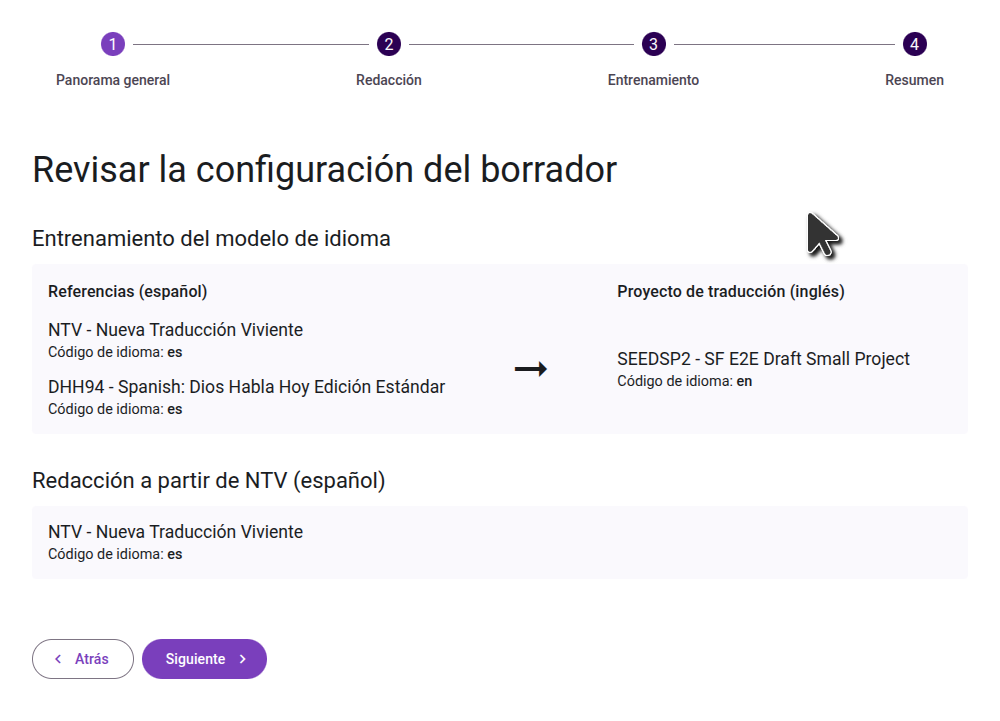 1
2
3
4
Panorama general
Redacción
Entrenamiento
Resumen
Revisar la configuración del borrador
Entrenamiento del modelo de idioma
Referencias (español)
NTV - Nueva Traducción Viviente
Código de idioma: es
DHH94 - Spanish: Dios Habla Hoy Edición Estándar
Código de idioma: es
Proyecto de traducción (inglés)
SEEDSP2 - SF E2E Draft Small Project
Código de idioma: en
Redacción a partir de NTV (español)
NTV - Nueva Traducción Viviente
Código de idioma: es
Atrás
Siguiente